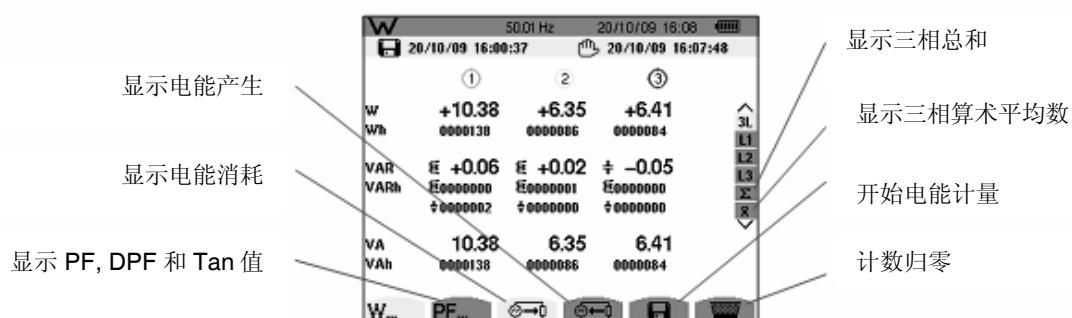 W 50.01 Hz 20/10/09 16:08
20/10/09 16:00:37 20/10/09 16:07:48
1 2 3
W +10.38 +6.35 +6.41
Wh 0000138 0000086 0000084
VAR +0.06 +0.02 -0.05
VARh 0000000 0000001 0000000
0000002 0000000 0000000
VA 10.38 6.35 6.41
VAh 0000138 0000086 0000084
W... PF...
3L
L1
L2
L3
Σ
显示电能产生
显示电能消耗
显示 PF, DPF 和 Tan 值
显示三相总和
显示三相算术平均数
开始电能计量
计数归零